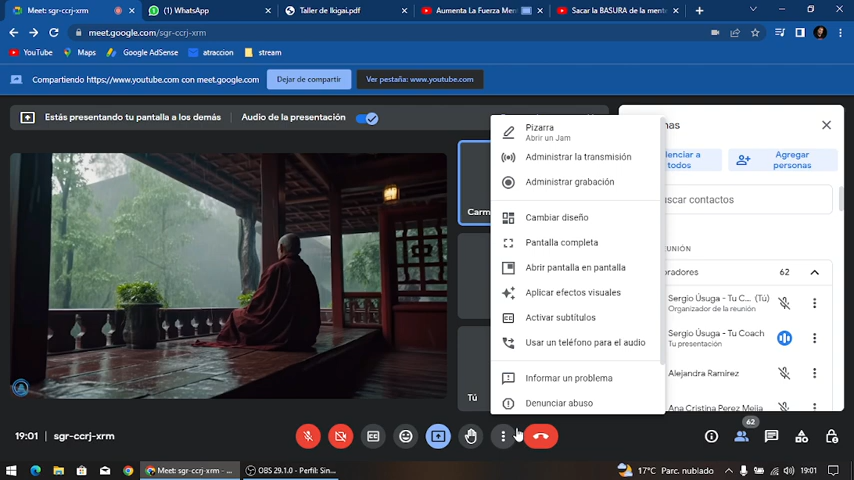 Meet: sgr-ccrj-xrm
(1) WhatsApp
Taller de Ikigai.pdf
Aumenta La Fuerza Men
Sacar la BASURA de la ment
meet.google.com/sgr-ccrj-xrm
YouTube
Maps
Google AdSense
atraccion
stream
Compartiendo https://www.youtube.com con meet.google.com
Dejar de compartir
Ver pestaña: www.youtube.com
Estás presentando tu pantalla a los demás
Audio de la presentación
Carm
Tú
Pizarra
Abrir un Jam
Administrar la transmisión
Administrar grabación
Cambiar diseño
Pantalla completa
Abrir pantalla en pantalla
Aplicar efectos visuales
Activar subtítulos
Usar un teléfono para el audio
Informar un problema
Denunciar abuso
nas
enciar a
todos
Agregar
personas
scar contactos
EUNIÓN
oradores
62
Sergio Úsuga - Tu C... (Tú)
Organizador de la reunión
Sergio Úsuga - Tu Coach
Tu presentación
Alejandra Ramirez
Ana Cristina Perez Mejia
62
19:01
sgr-ccrj-xrm
Meet: sgr-ccrj-xrm - ...
OBS 29.1.0 - Perfil: Sin...
17°C Parc. nublado
19:01